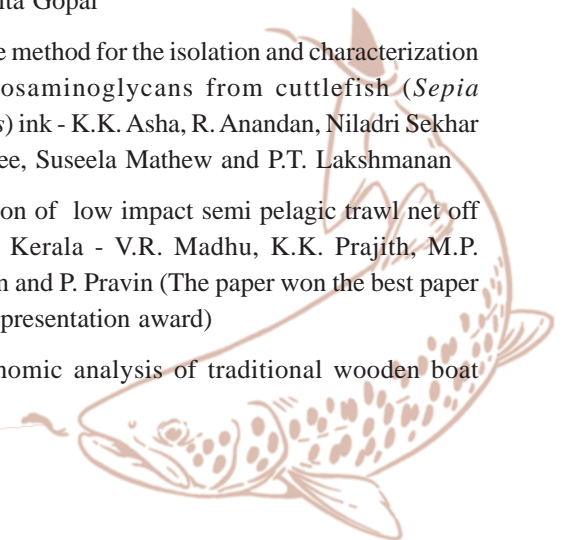 ita Gopal
e method for the isolation and characterization
osaminoglycans from cuttlefish (Sepia
s) ink - K.K. Asha, R. Anandan, Niladri Sekhar
ee, Suseela Mathew and P.T. Lakshmanan
on of low impact semi pelagic trawl net off
Kerala - V.R. Madhu, K.K. Prajith, M.P.
n and P. Pravin (The paper won the best paper
presentation award)
nomic analysis of traditional wooden boat